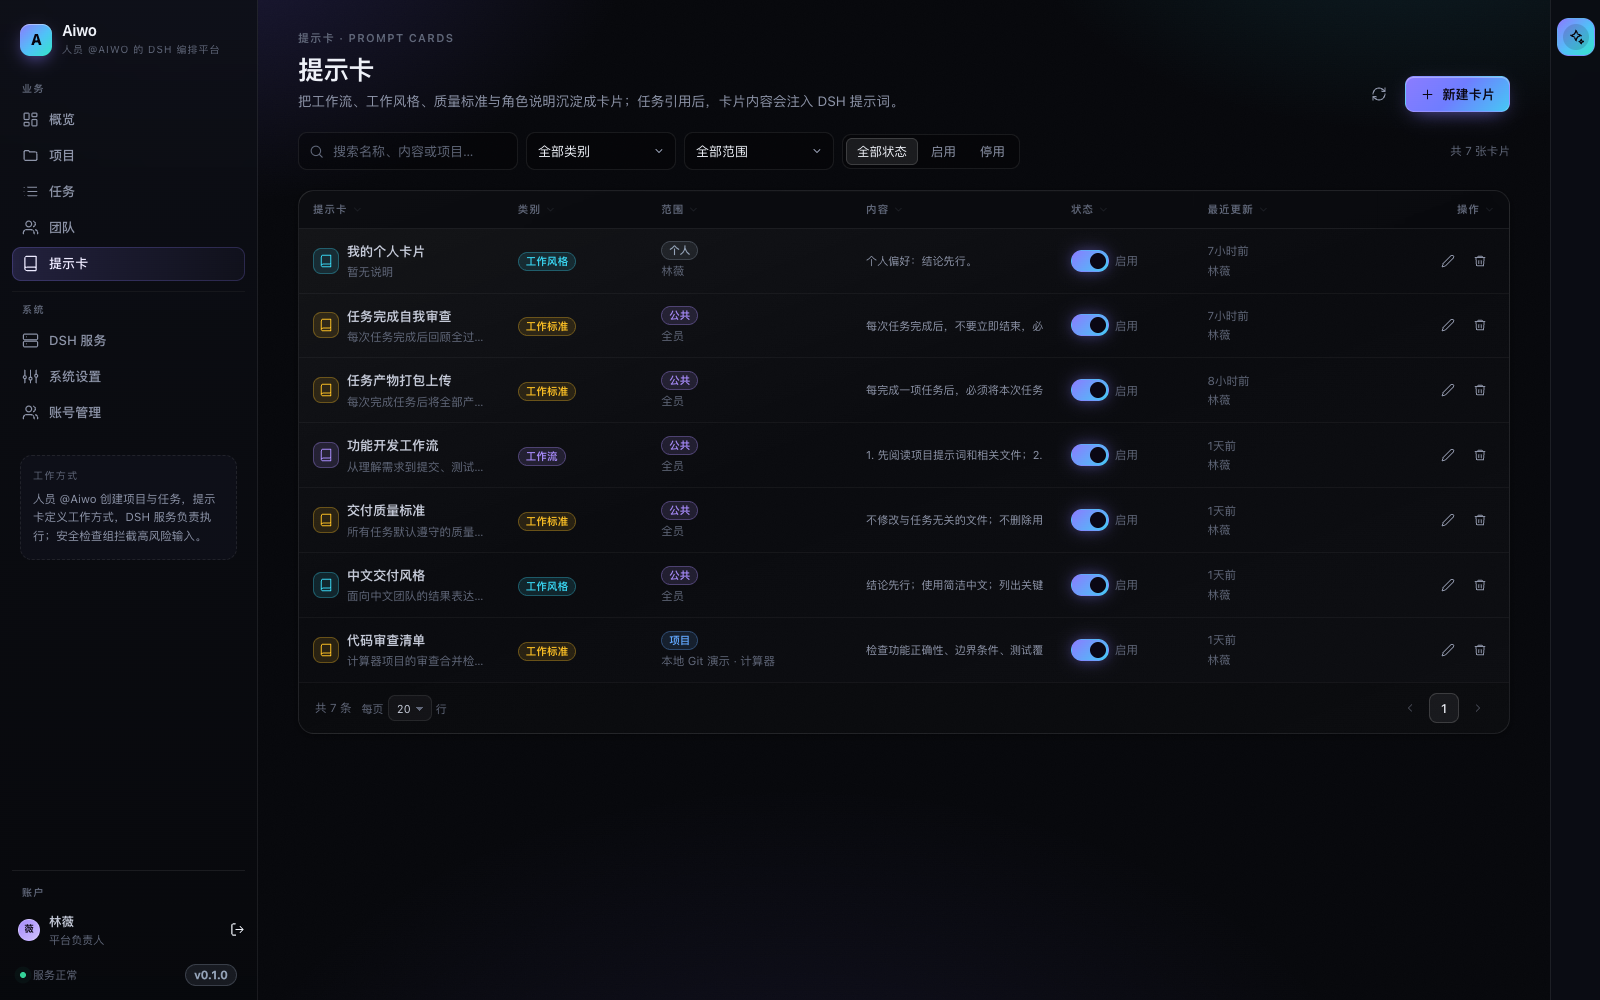 A
Aiwo
人员 @AIWO 的 DSH 编排平台
业务
概览
项目
任务
团队
提示卡
系统
DSH 服务
系统设置
账号管理
工作方式
人员 @Aiwo 创建项目与任务，提示
卡定义工作方式，DSH 服务负责执
行；安全检查组拦截高风险输入。
账户
薇
林薇
平台负责人
服务正常
v0.1.0
提示卡 · PROMPT CARDS
提示卡
把工作流、工作风格、质量标准与角色说明沉淀成卡片；任务引用后，卡片内容会注入 DSH 提示词。
新建卡片
搜索名称、内容或项目...
全部类别
全部范围
全部状态
启用
停用
共 7 张卡片
提示卡 类别 范围 内容 状态 最近更新 操作
我的个人卡片
暂无说明
工作风格
个人
林薇
个人偏好：结论先行。
启用
7小时前
林薇
任务完成自我审查
每次任务完成后回顾全过...
工作标准
公共
全员
每次任务完成后，不要立即结束，必
启用
7小时前
林薇
任务产物打包上传
每次完成任务后将全部产...
工作标准
公共
全员
每完成一项任务后，必须将本次任务
启用
8小时前
林薇
功能开发工作流
从理解需求到提交、测试...
工作流
公共
全员
1. 先阅读项目提示词和相关文件；2.
启用
1天前
林薇
交付质量标准
所有任务默认遵守的质量...
工作标准
公共
全员
不修改与任务无关的文件；不删除用
启用
1天前
林薇
中文交付风格
面向中文团队的结果表达...
工作风格
公共
全员
结论先行；使用简洁中文；列出关键
启用
1天前
林薇
代码审查清单
计算器项目的审查合并检...
工作标准
项目
本地 Git 演示 · 计算器
检查功能正确性、边界条件、测试覆
启用
1天前
林薇
共 7 条 每页 20 行
1